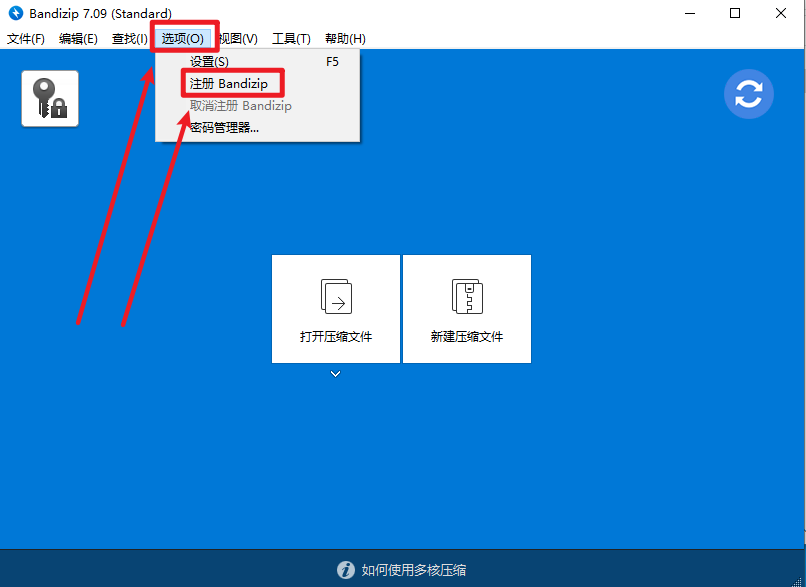 Bandizip 7.09 (Standard)
文件(F) 编辑(E) 查找(I) 选项(O) 视图(V) 工具(T) 帮助(H)
设置(S) F5
注册 Bandizip
取消注册 Bandizip
密码管理器...
打开压缩文件 新建压缩文件
如何使用多核压缩